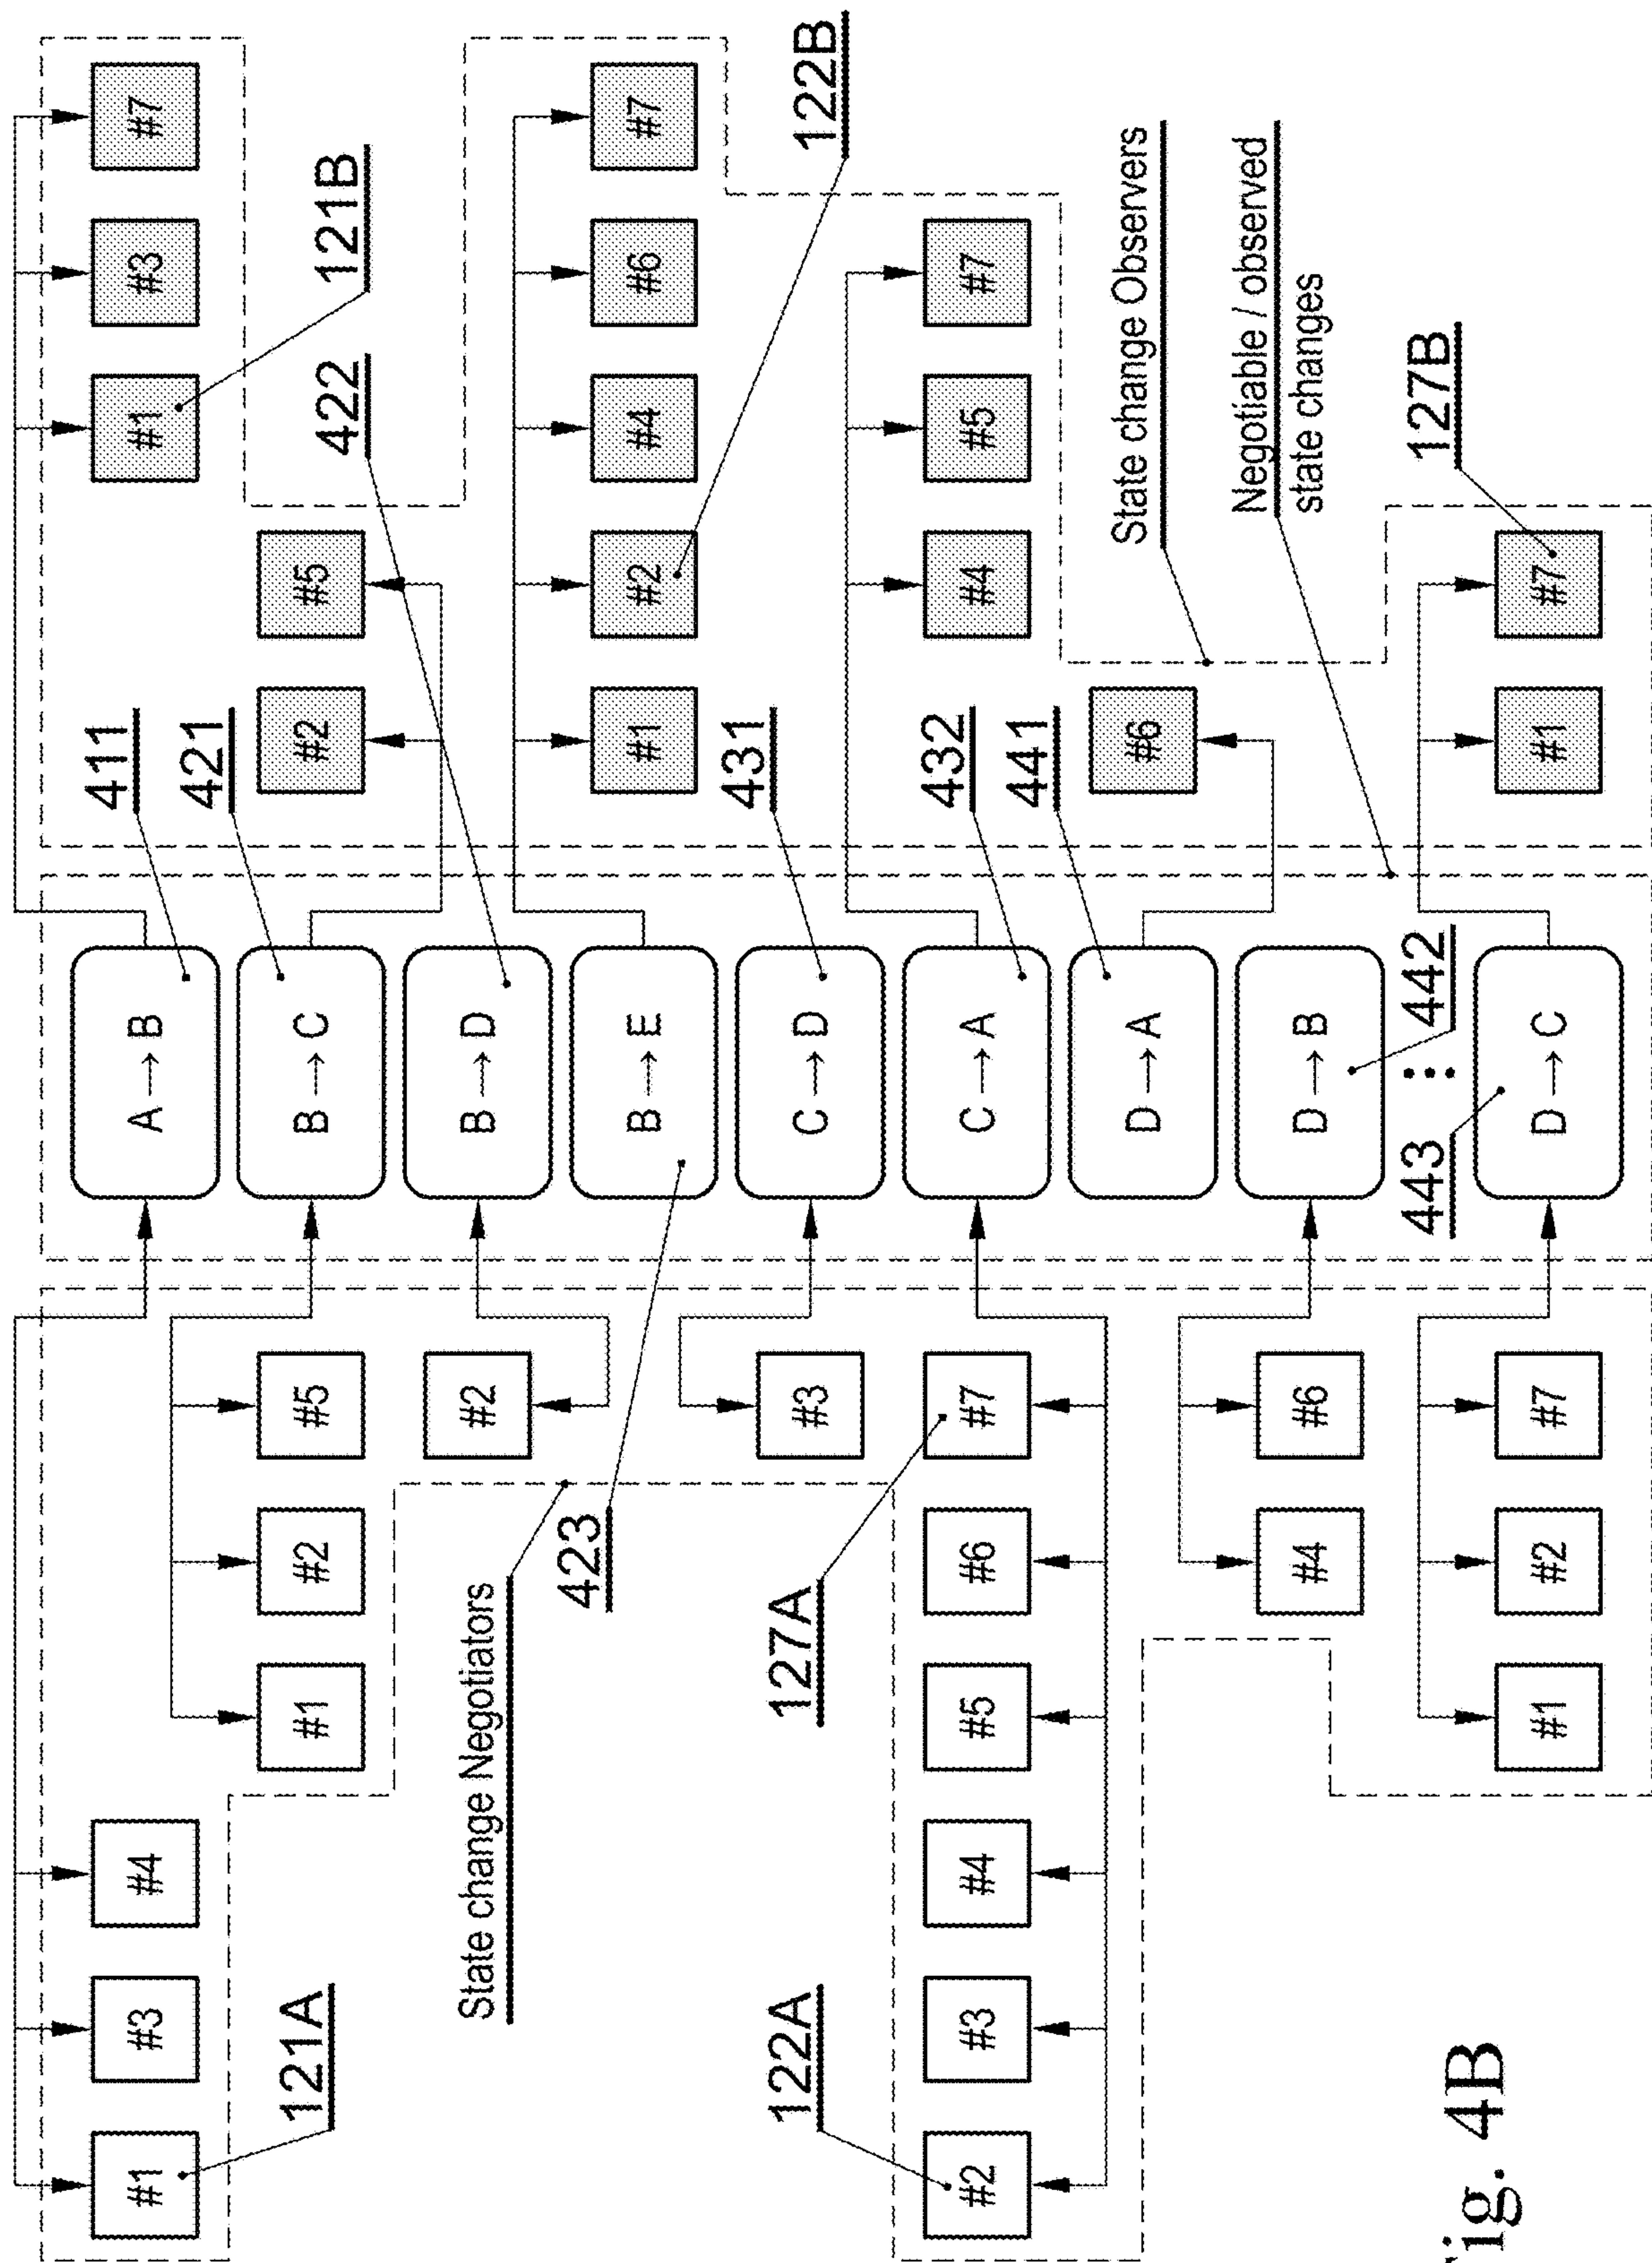 411
#1 #3 #4 A → B #1 #3 #7
421
121A 422 121B
#1 #2 #5 B → C #2 #5
#2 B → D
State change Negotiators
423
B → E #1 #2 #4 #6 #7
431
122A 127A 122B
#3 C → D
432
#2 #3 #4 #5 #6 #7 C → A #4 #5 #7
441
State change Observers
D → A #6
Negotiable / observed
state changes
#4 #6 D → B
443 442 127B
#1 #2 #7 D → C #1 #7
Fig. 4B